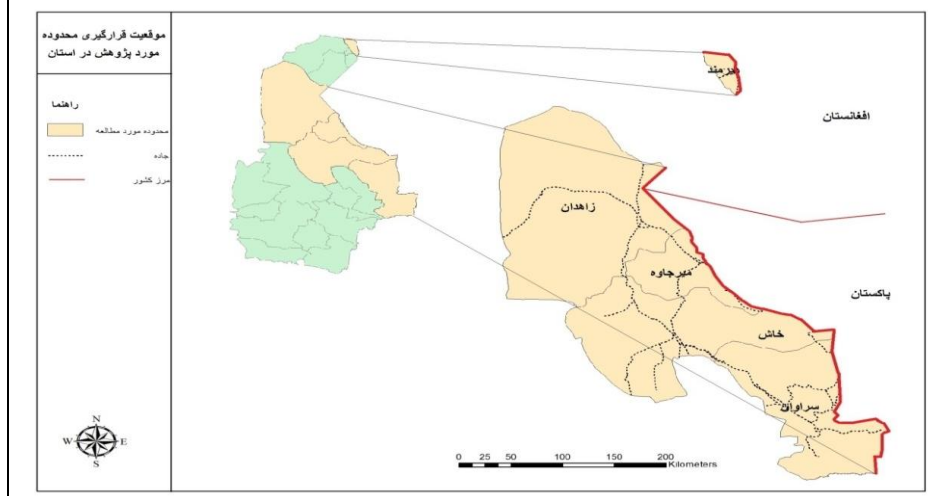 موقعیت قرارگیری محدوده
مورد پژوهش در استان
راهنما
محدوده مورد مطالعه
جاده
مرز کشور
هیرمند
افغانستان
زاهدان
میرجاوه
پاکستان
خاش
سراوان
N
W E
S
0 25 50 100 150 200
Kilometers